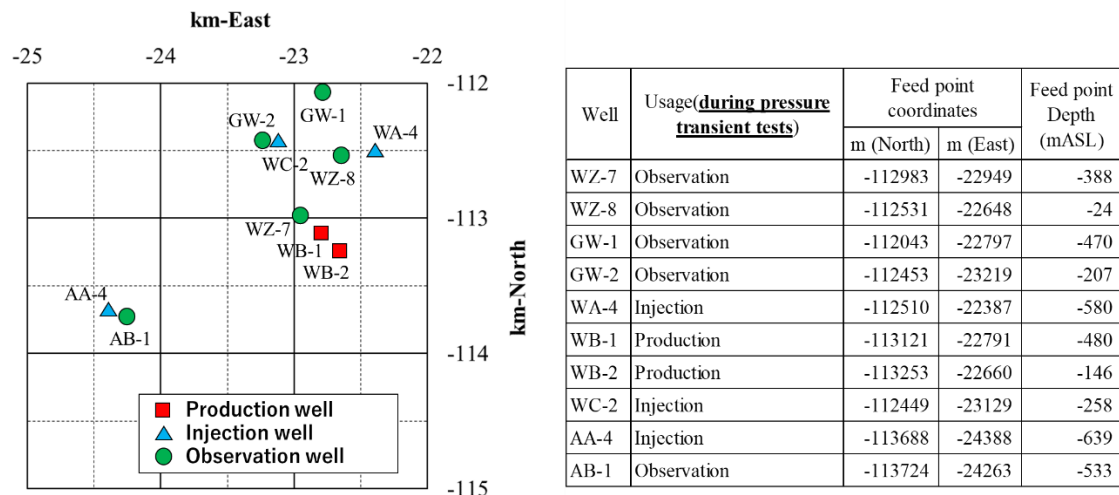 km-East
-25 -24 -23 -22
-112
GW-1
GW-2
WA-4
WC-2
WZ-8
-113
WZ-7
WB-1
WB-2
km-North
AA-4
AB-1
-114
Production well
Injection well
Observation well
-115
Well Usage(during pressure transient tests) Feed point coordinates Feed point Depth (mASL)
m (North) m (East)
WZ-7 Observation -112983 -22949 -388
WZ-8 Observation -112531 -22648 -24
GW-1 Observation -112043 -22797 -470
GW-2 Observation -112453 -23219 -207
WA-4 Injection -112510 -22387 -580
WB-1 Production -113121 -22791 -480
WB-2 Production -113253 -22660 -146
WC-2 Injection -112449 -23129 -258
AA-4 Injection -113688 -24388 -639
AB-1 Observation -113724 -24263 -533